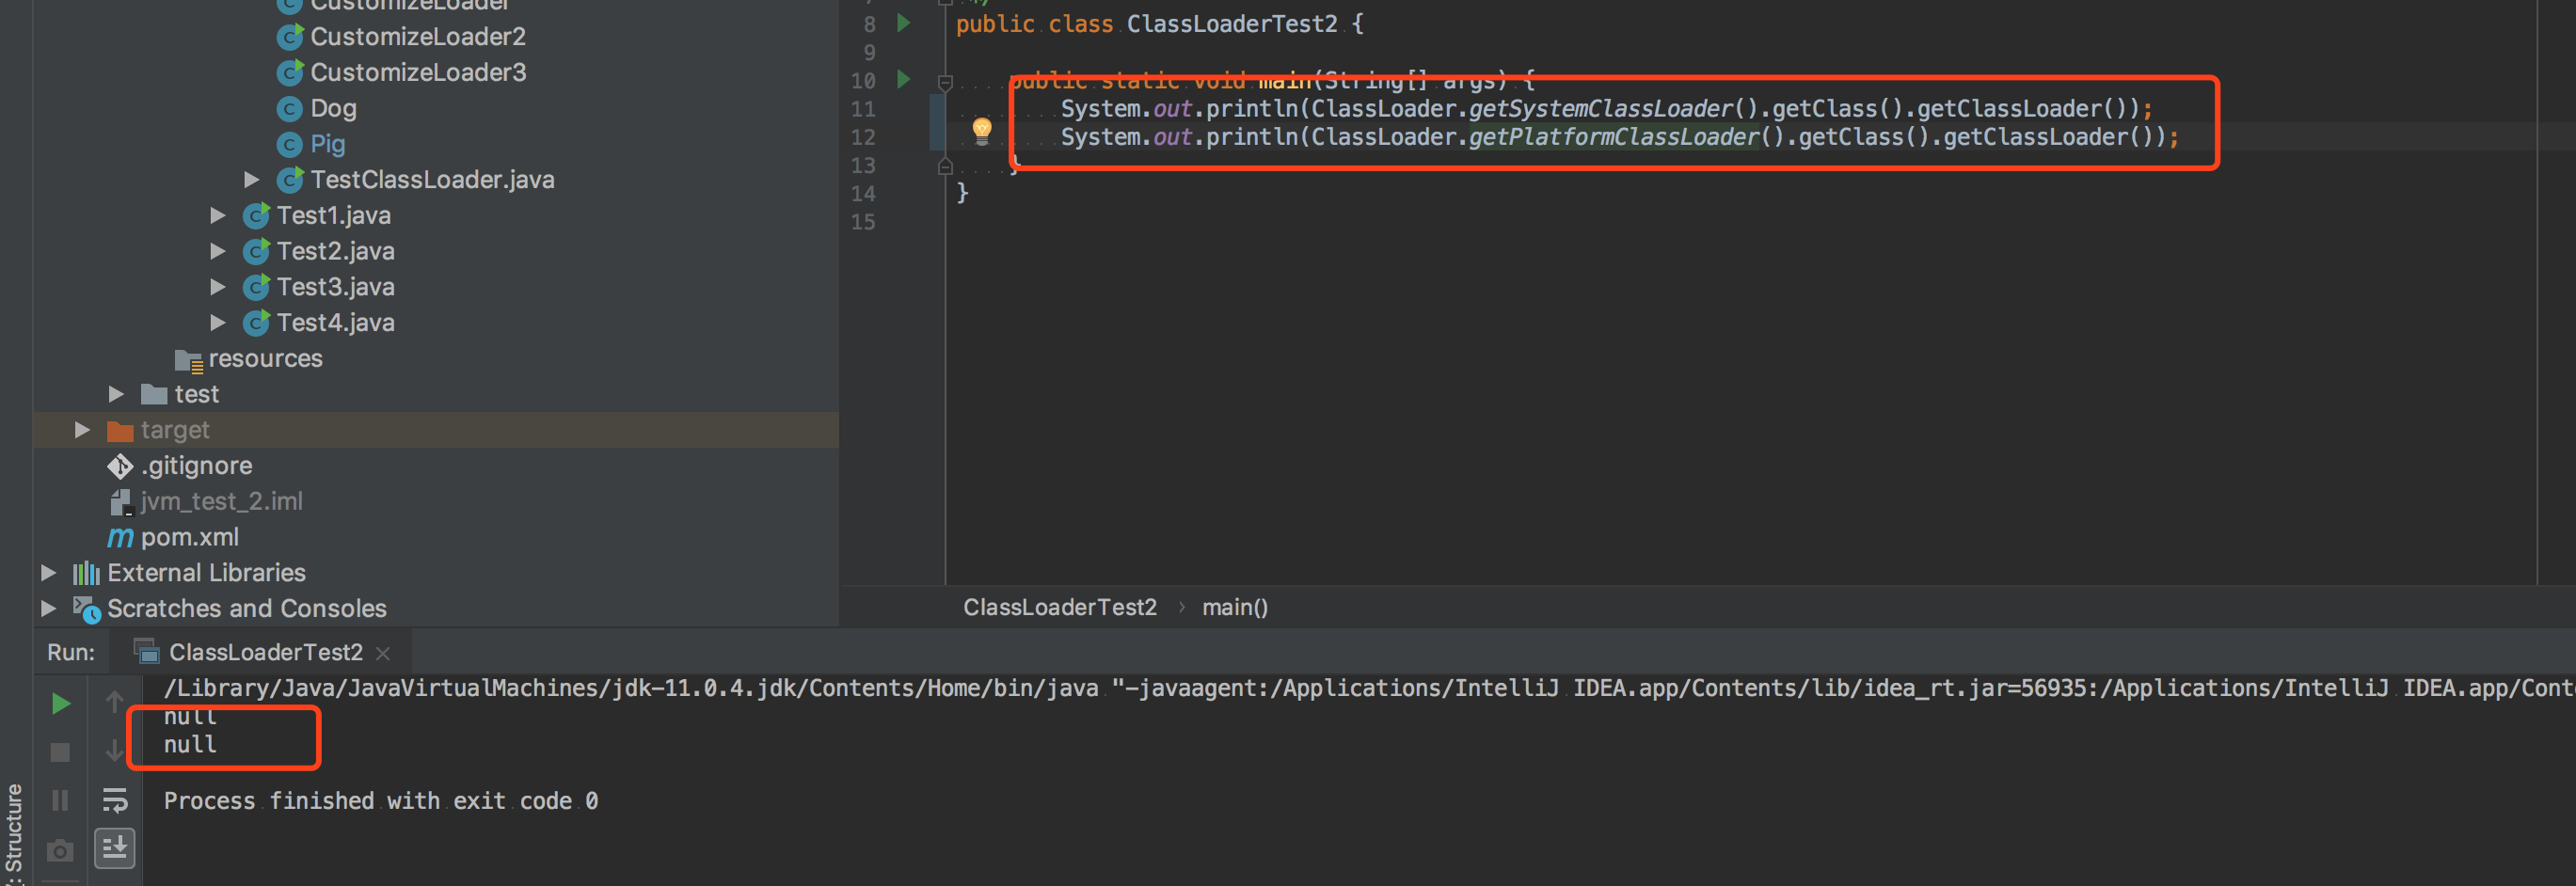 CustomizeLoader
CustomizeLoader2
CustomizeLoader3
Dog
Pig
TestClassLoader.java
Test1.java
Test2.java
Test3.java
Test4.java
resources
test
target
.gitignore
jvm_test_2.iml
pom.xml
External Libraries
Scratches and Consoles
*/
8 public class ClassLoaderTest2 {
9
10 public static void main(String[] args) {
11 System.out.println(ClassLoader.getSystemClassLoader().getClass().getClassLoader());
12 System.out.println(ClassLoader.getPlatformClassLoader().getClass().getClassLoader());
13 }
14 }
15
ClassLoaderTest2 › main()
Run: ClassLoaderTest2
/Library/Java/JavaVirtualMachines/jdk-11.0.4.jdk/Contents/Home/bin/java "-javaagent:/Applications/IntelliJ IDEA.app/Contents/lib/idea_rt.jar=56935:/Applications/IntelliJ IDEA.app/Cont
null
null
Process finished with exit code 0
Structure